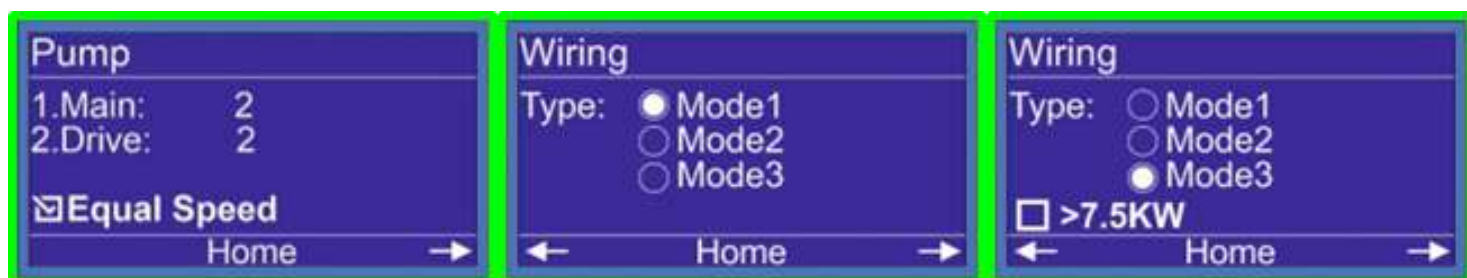 Pump
1.Main: 2
2.Drive: 2
Equal Speed
Home
Wiring
Type: Mode1
Mode2
Mode3
Home
Wiring
Type: Mode1
Mode2
Mode3
>7.5KW
Home